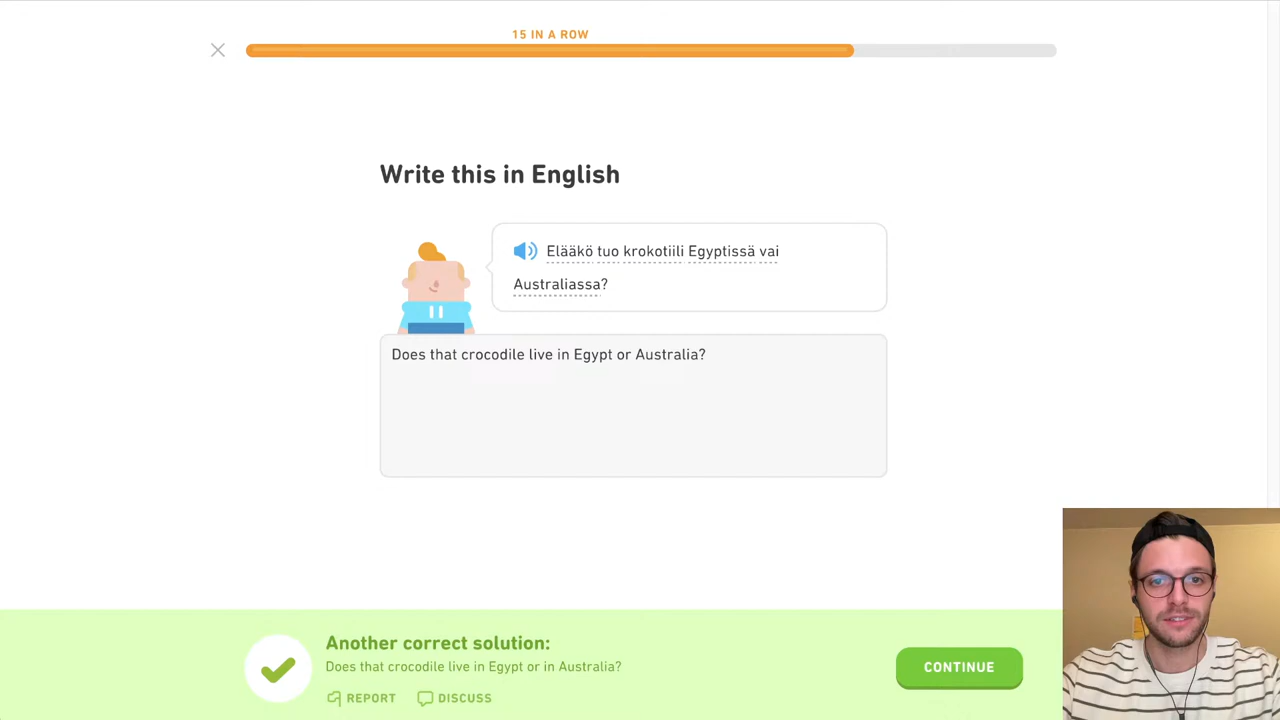 15 IN A ROW
Write this in English
Elääkö tuo krokotiili Egyptissä vai
Australiassa?
Does that crocodile live in Egypt or Australia?
Another correct solution:
Does that crocodile live in Egypt or in Australia?
REPORT
DISCUSS
CONTINUE